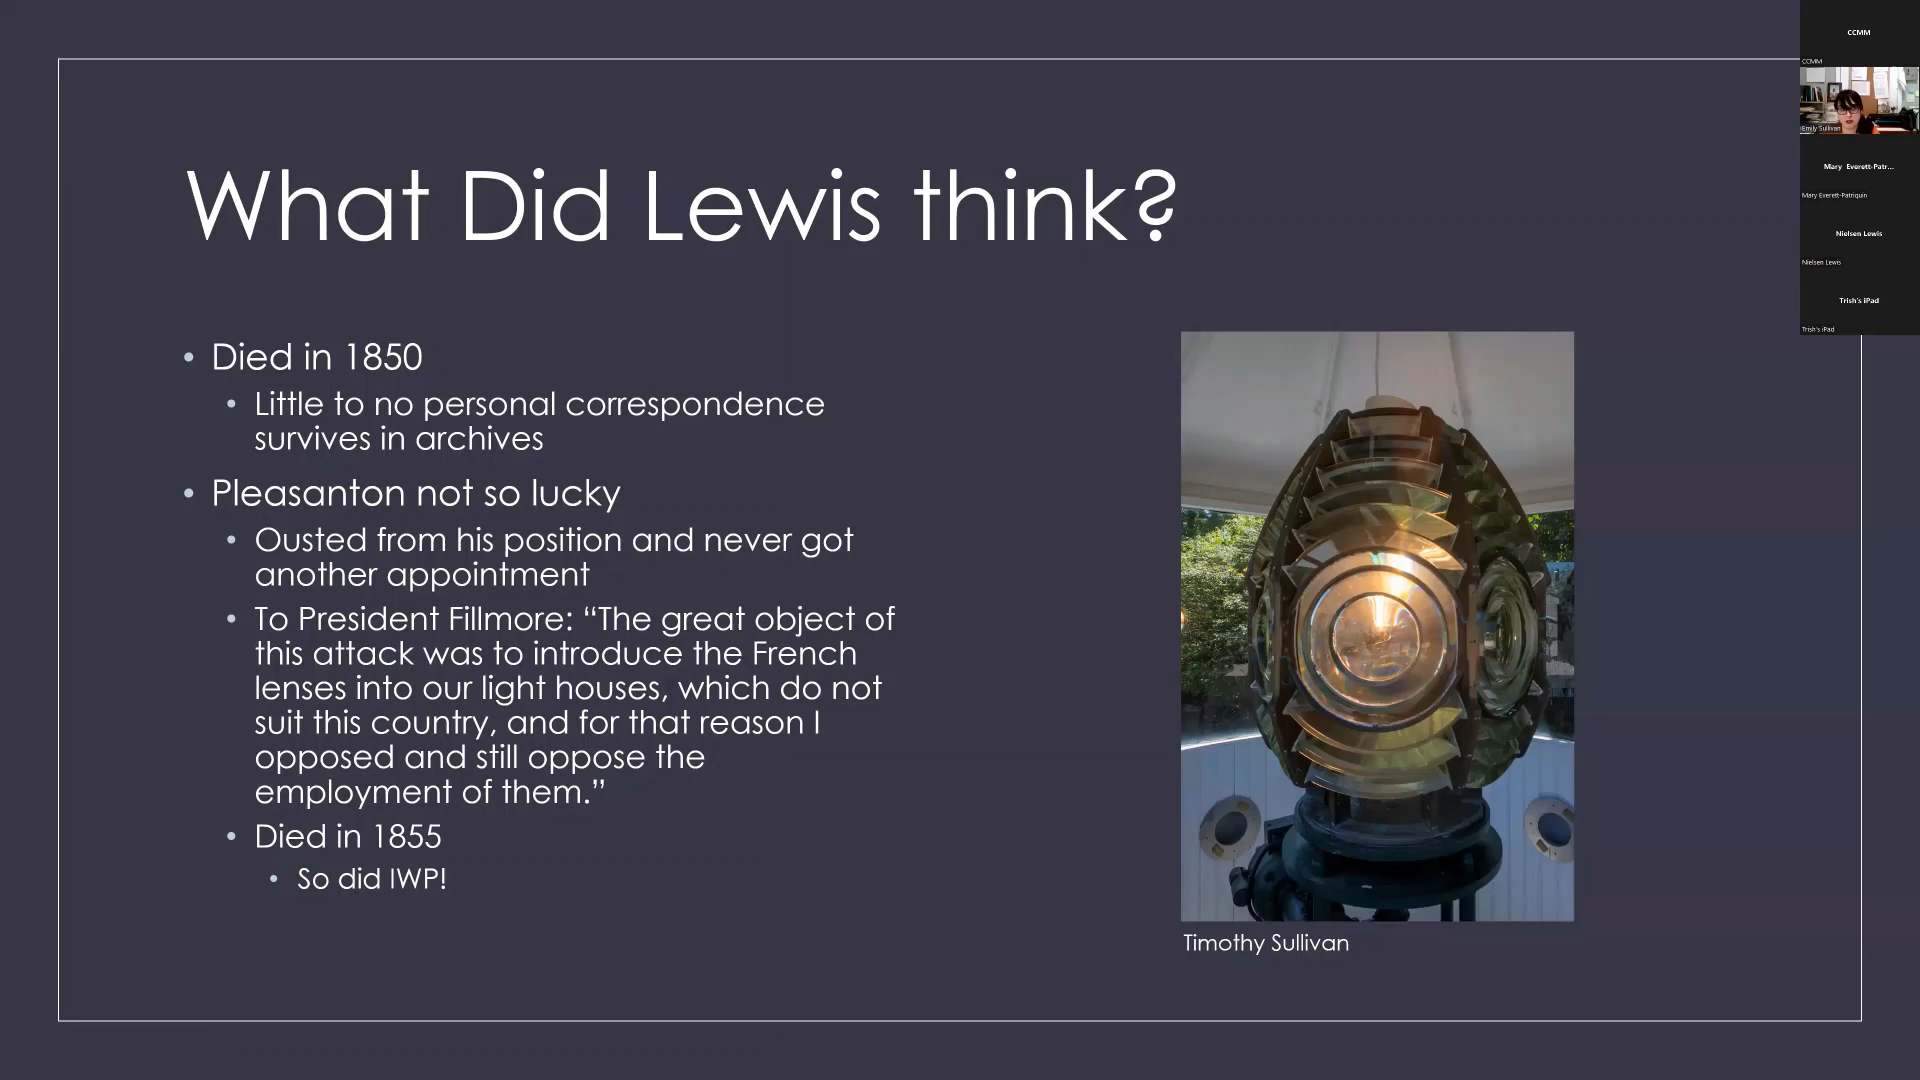 What Did Lewis think?
• Died in 1850
• Little to no personal correspondence
survives in archives
• Pleasanton not so lucky
• Ousted from his position and never got
another appointment
• To President Fillmore: “The great object of
this attack was to introduce the French
lenses into our light houses, which do not
suit this country, and for that reason I
opposed and still oppose the
employment of them.”
• Died in 1855
• So did IWP!
Timothy Sullivan
CCMM
CCMM
Emily Sullivan
Mary Everett-Patr...
Mary Everett-Patriquin
Nielsen Lewis
Nielsen Lewis
Trish's iPad
Trish's iPad